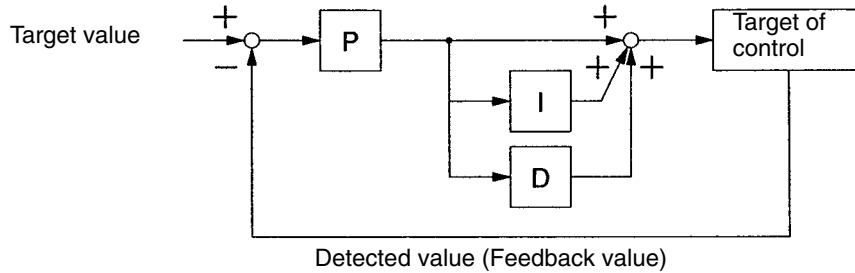 Target value
+
−
P
+
Target of
control
+
+
I
D
Detected value (Feedback value)